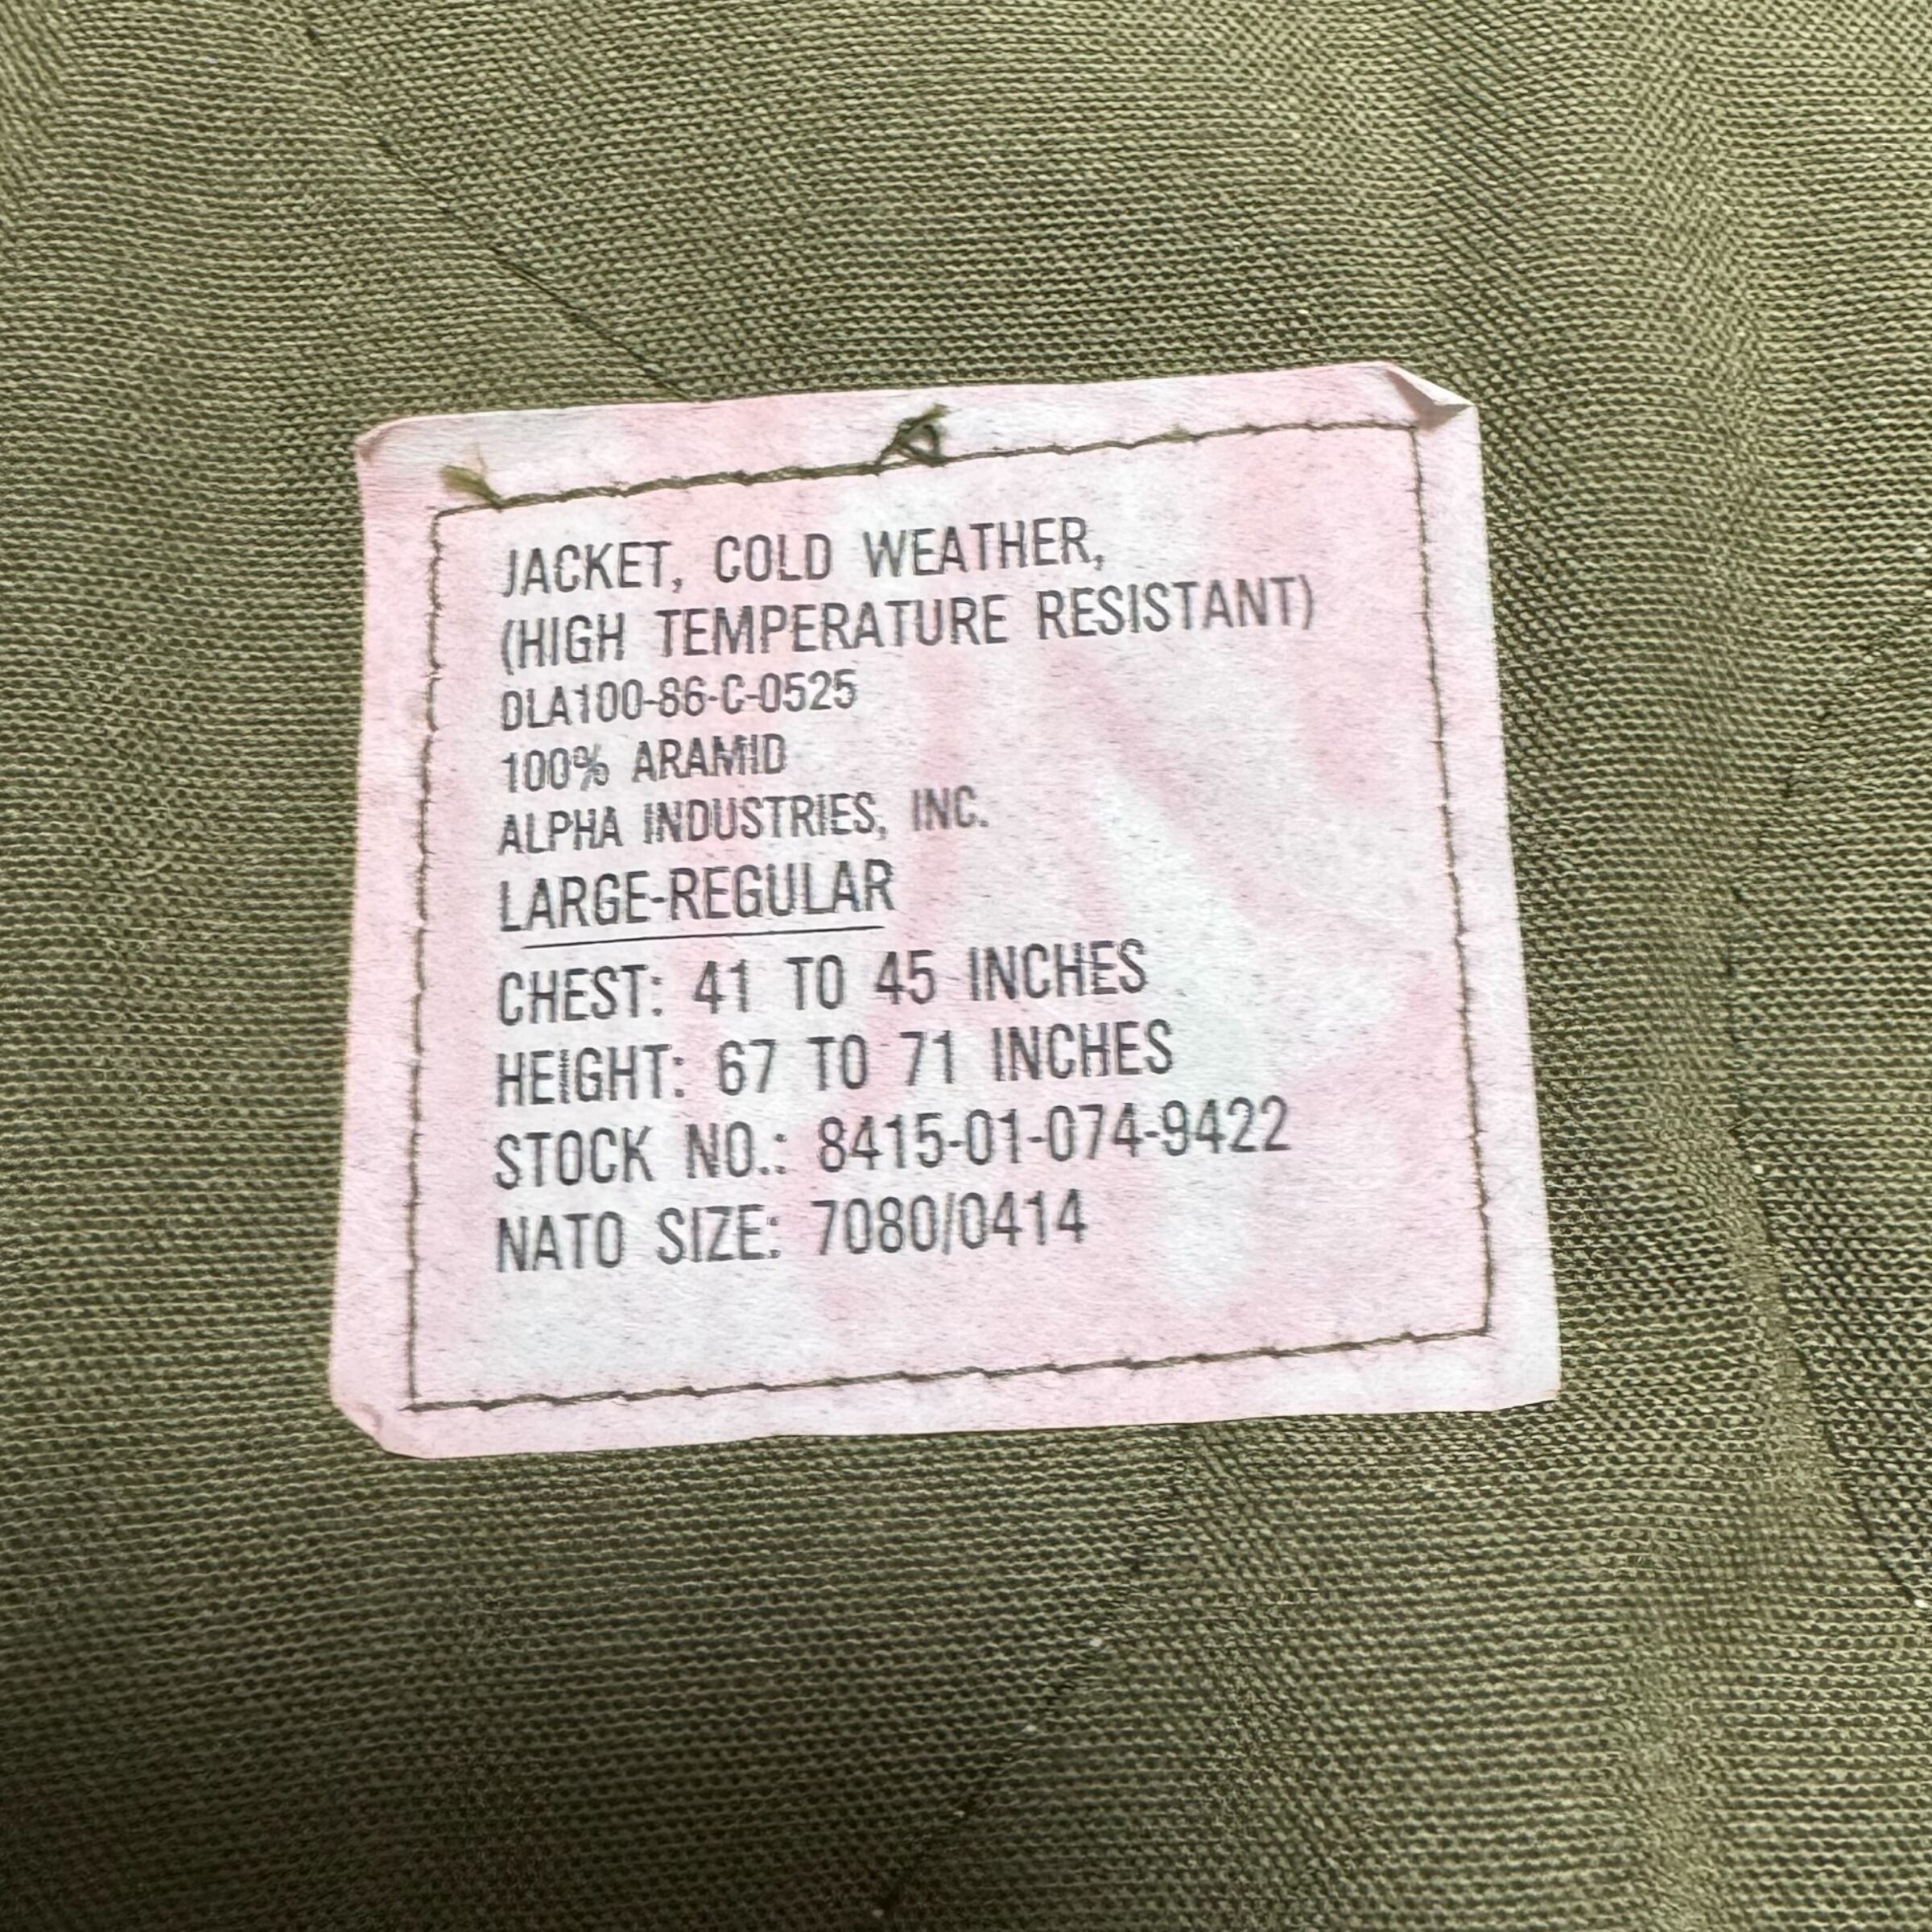 JACKET, COLD WEATHER,
(HIGH TEMPERATURE RESISTANT)
DLA100-86-C-0525
100% ARAMID
ALPHA INDUSTRIES, INC.
LARGE-REGULAR
CHEST: 41 TO 45 INCHES
HEIGHT: 67 TO 71 INCHES
STOCK NO.: 8415-01-074-9422
NATO SIZE: 7080/0414